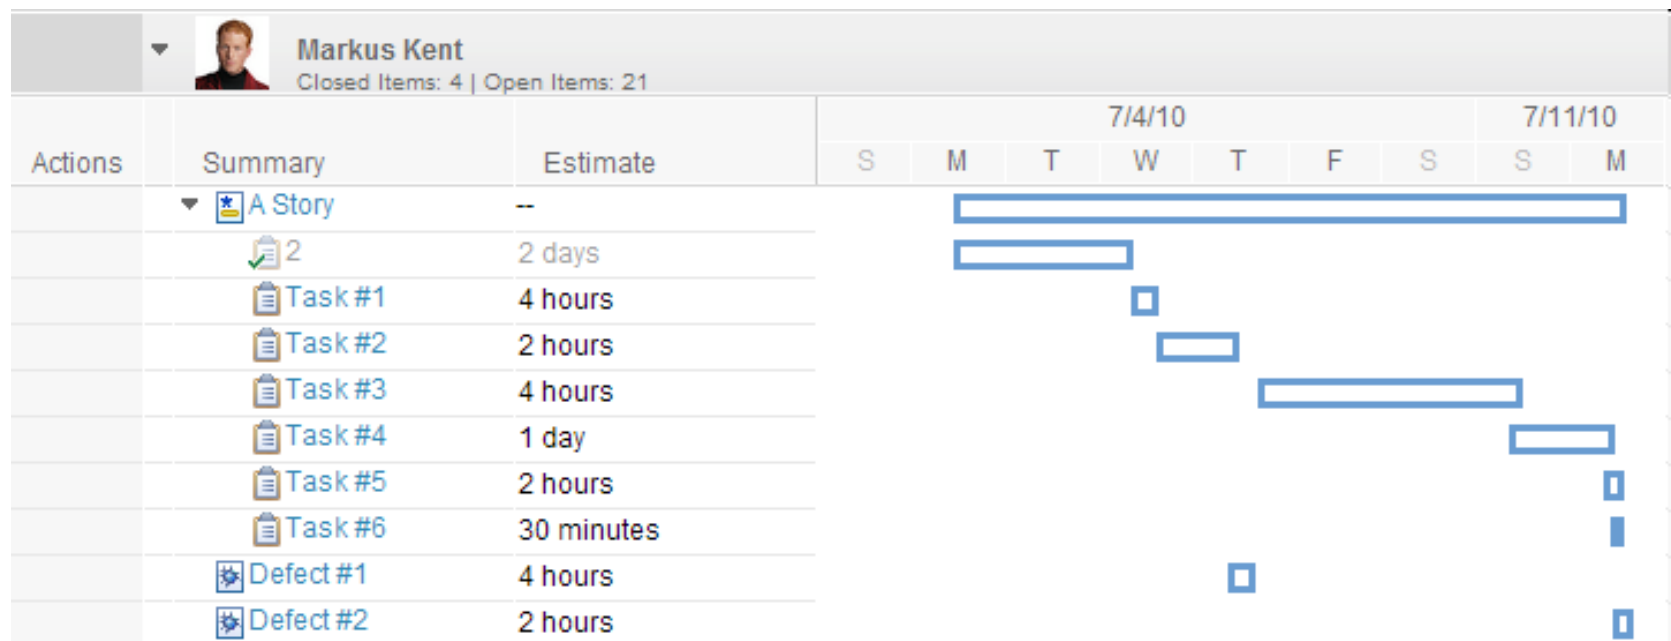 Markus Kent
Closed Items: 4 | Open Items: 21
7/4/10 7/11/10
Actions Summary Estimate S M T W T F S S M
A Story --
2 2 days
Task #1 4 hours
Task #2 2 hours
Task #3 4 hours
Task #4 1 day
Task #5 2 hours
Task #6 30 minutes
Defect #1 4 hours
Defect #2 2 hours